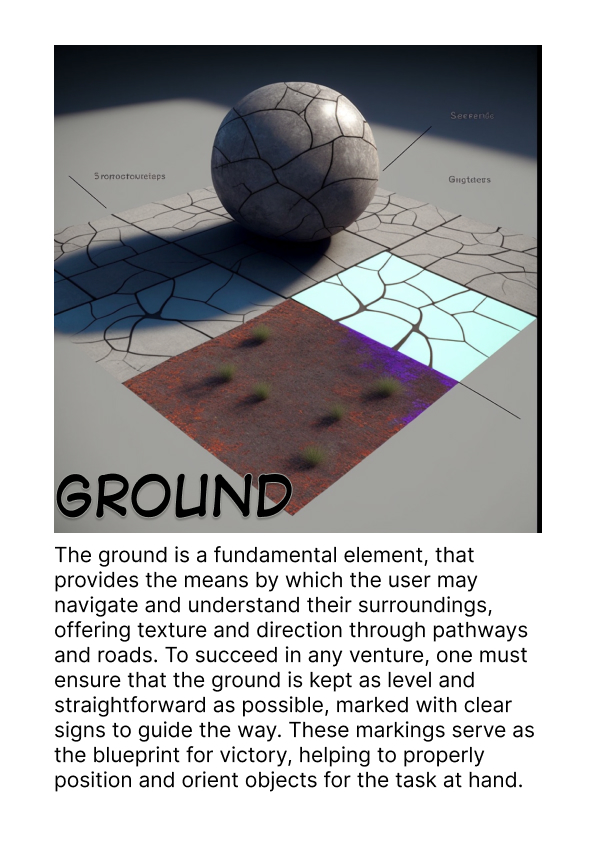 GROUND
The ground is a fundamental element, that
provides the means by which the user may
navigate and understand their surroundings,
offering texture and direction through pathways
and roads. To succeed in any venture, one must
ensure that the ground is kept as level and
straightforward as possible, marked with clear
signs to guide the way. These markings serve as
the blueprint for victory, helping to properly
position and orient objects for the task at hand.